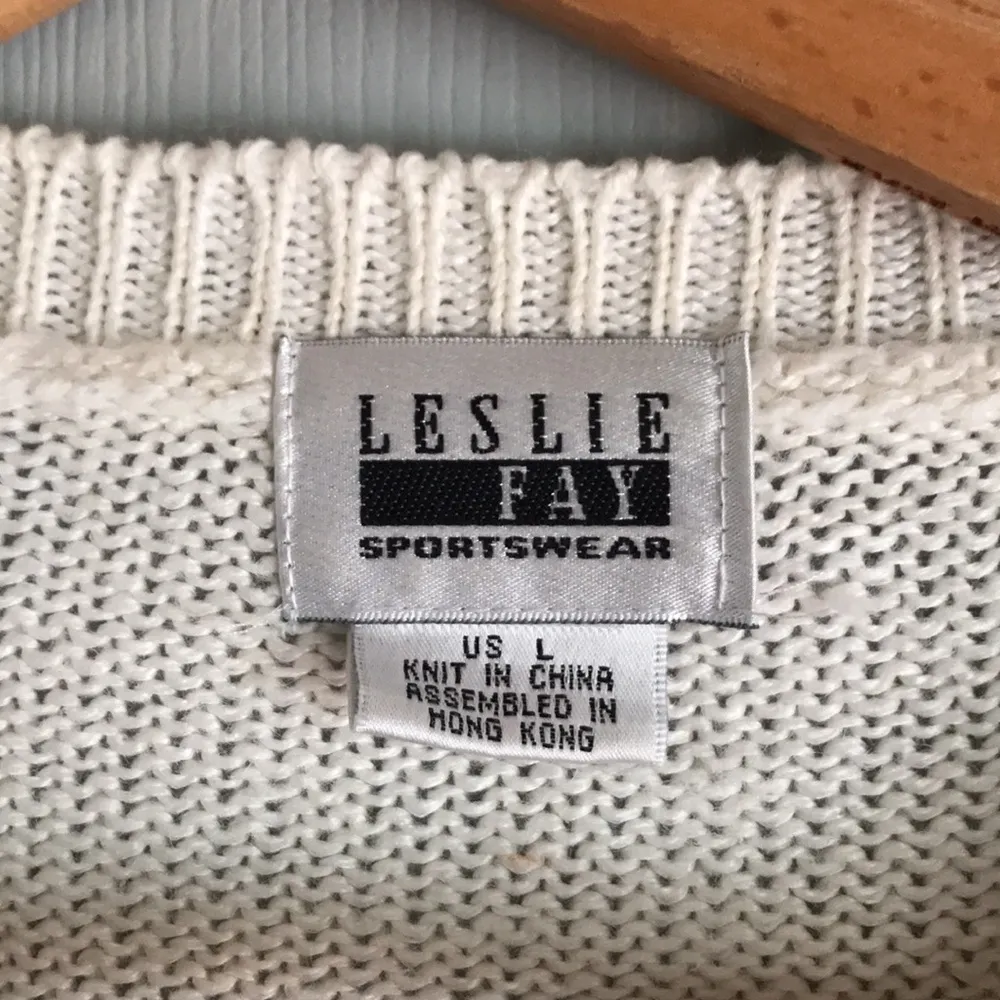 LESLIE
FAY
SPORTSWEAR
US L
KNIT IN CHINA
ASSEMBLED IN
HONG KONG